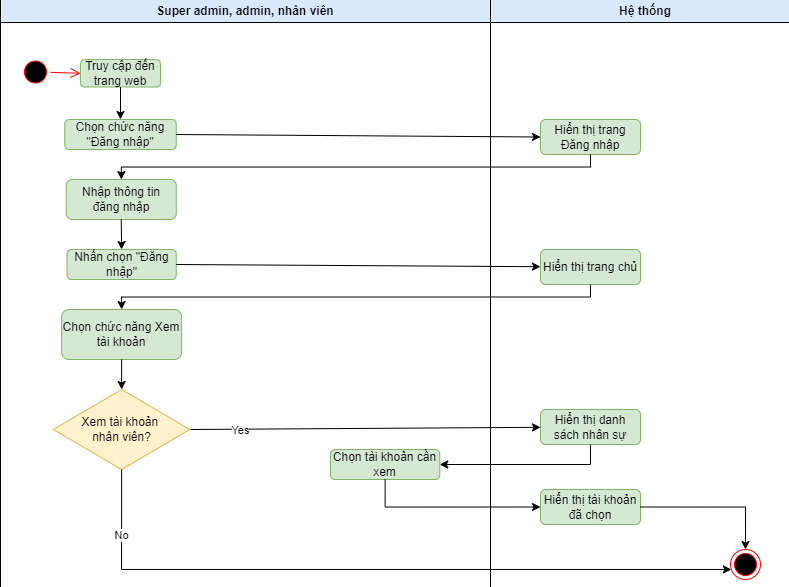 Super admin, admin, nhân viên
Hệ thống
Truy cập đến
trang web
Chọn chức năng
"Đăng nhập"
Hiển thị trang
Đăng nhập
Nhập thông tin
đăng nhập
Nhấn chọn "Đăng
nhập"
Hiển thị trang chủ
Chọn chức năng Xem
tài khoản
Xem tài khoản
nhân viên?
Yes
Hiển thị danh
sách nhân sự
Chọn tài khoản cần
xem
Hiển thị tài khoản
đã chọn
No